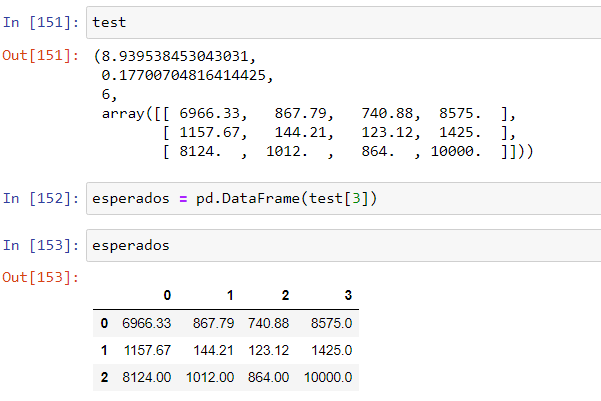 In [151]: test
Out[151]: (8.939538453043031,
0.17700704816414425,
6,
array([[ 6966.33, 867.79, 740.88, 8575. ],
[ 1157.67, 144.21, 123.12, 1425. ],
[ 8124. , 1012. , 864. , 10000. ]]))
In [152]: esperados = pd.DataFrame(test[3])
In [153]: esperados
Out[153]:
0 1 2 3
0 6966.33 867.79 740.88 8575.0
1 1157.67 144.21 123.12 1425.0
2 8124.00 1012.00 864.00 10000.0